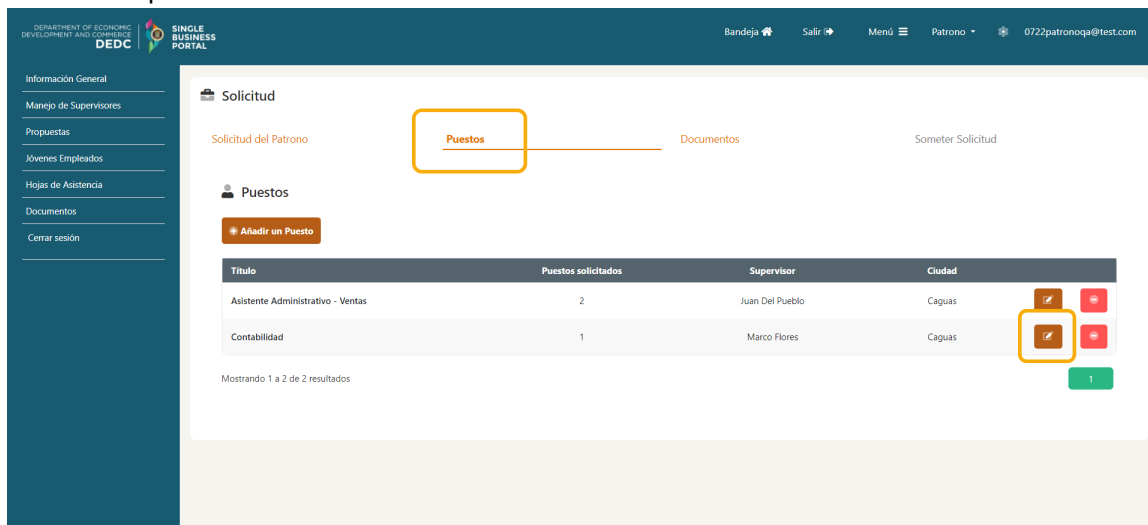 DEPARTMENT OF ECONOMIC
DEVELOPMENT AND COMMERCE
DEDC
SINGLE
BUSINESS
PORTAL
Bandeja Salir Menú Patrono 0722patronoqa@test.com
Información General
Manejo de Supervisores
Propuestas
Jóvenes Empleados
Hojas de Asistencia
Documentos
Cerrar sesión
Solicitud
Solicitud del Patrono Puestos Documentos Someter Solicitud
Puestos
Añadir un Puesto
Título Puestos solicitados Supervisor Ciudad
Asistente Administrativo - Ventas 2 Juan Del Pueblo Caguas
Contabilidad 1 Marco Flores Caguas
Mostrando 1 a 2 de 2 resultados 1